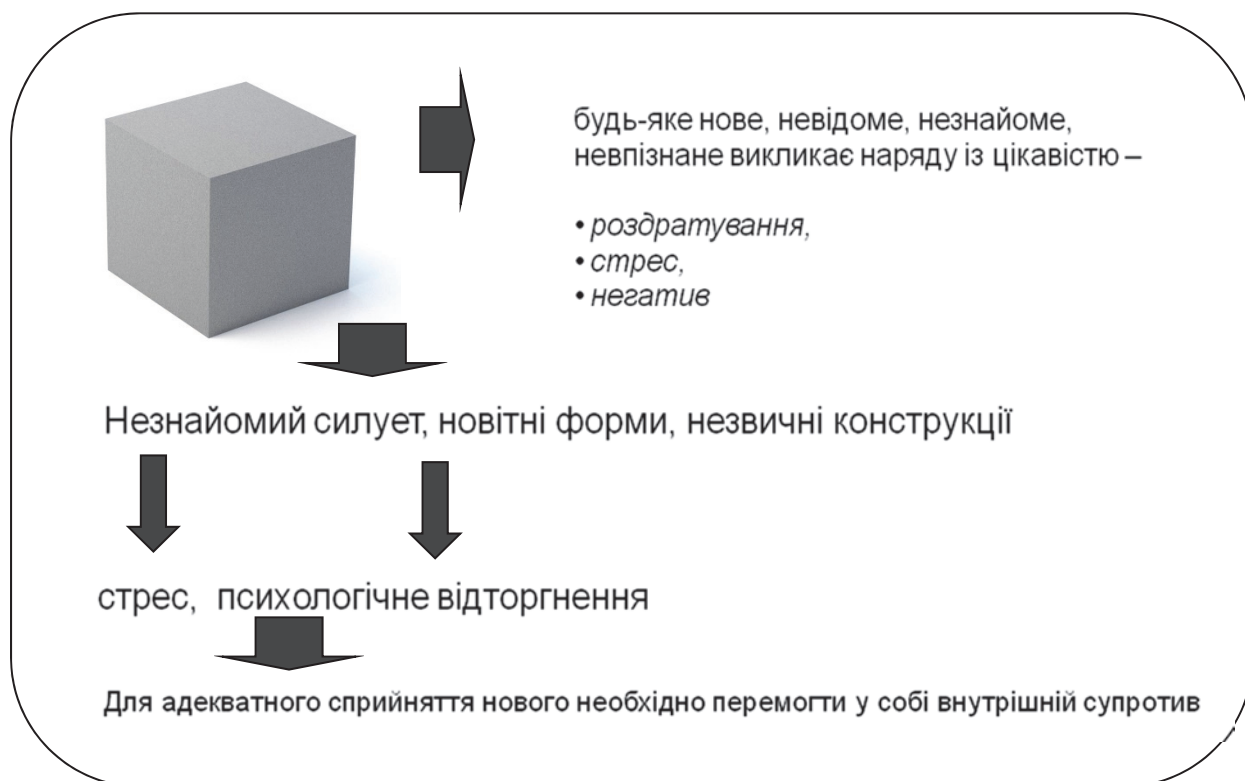 будь-яке нове, невідоме, незнайоме,
невпізнане викликає наряду із цікавістю –
• роздратування,
• стрес,
• негатив
Незнайомий силует, новітні форми, незвичні конструкції
стрес, психологічне відторгнення
Для адекватного сприйняття нового необхідно перемогти у собі внутрішній супротив